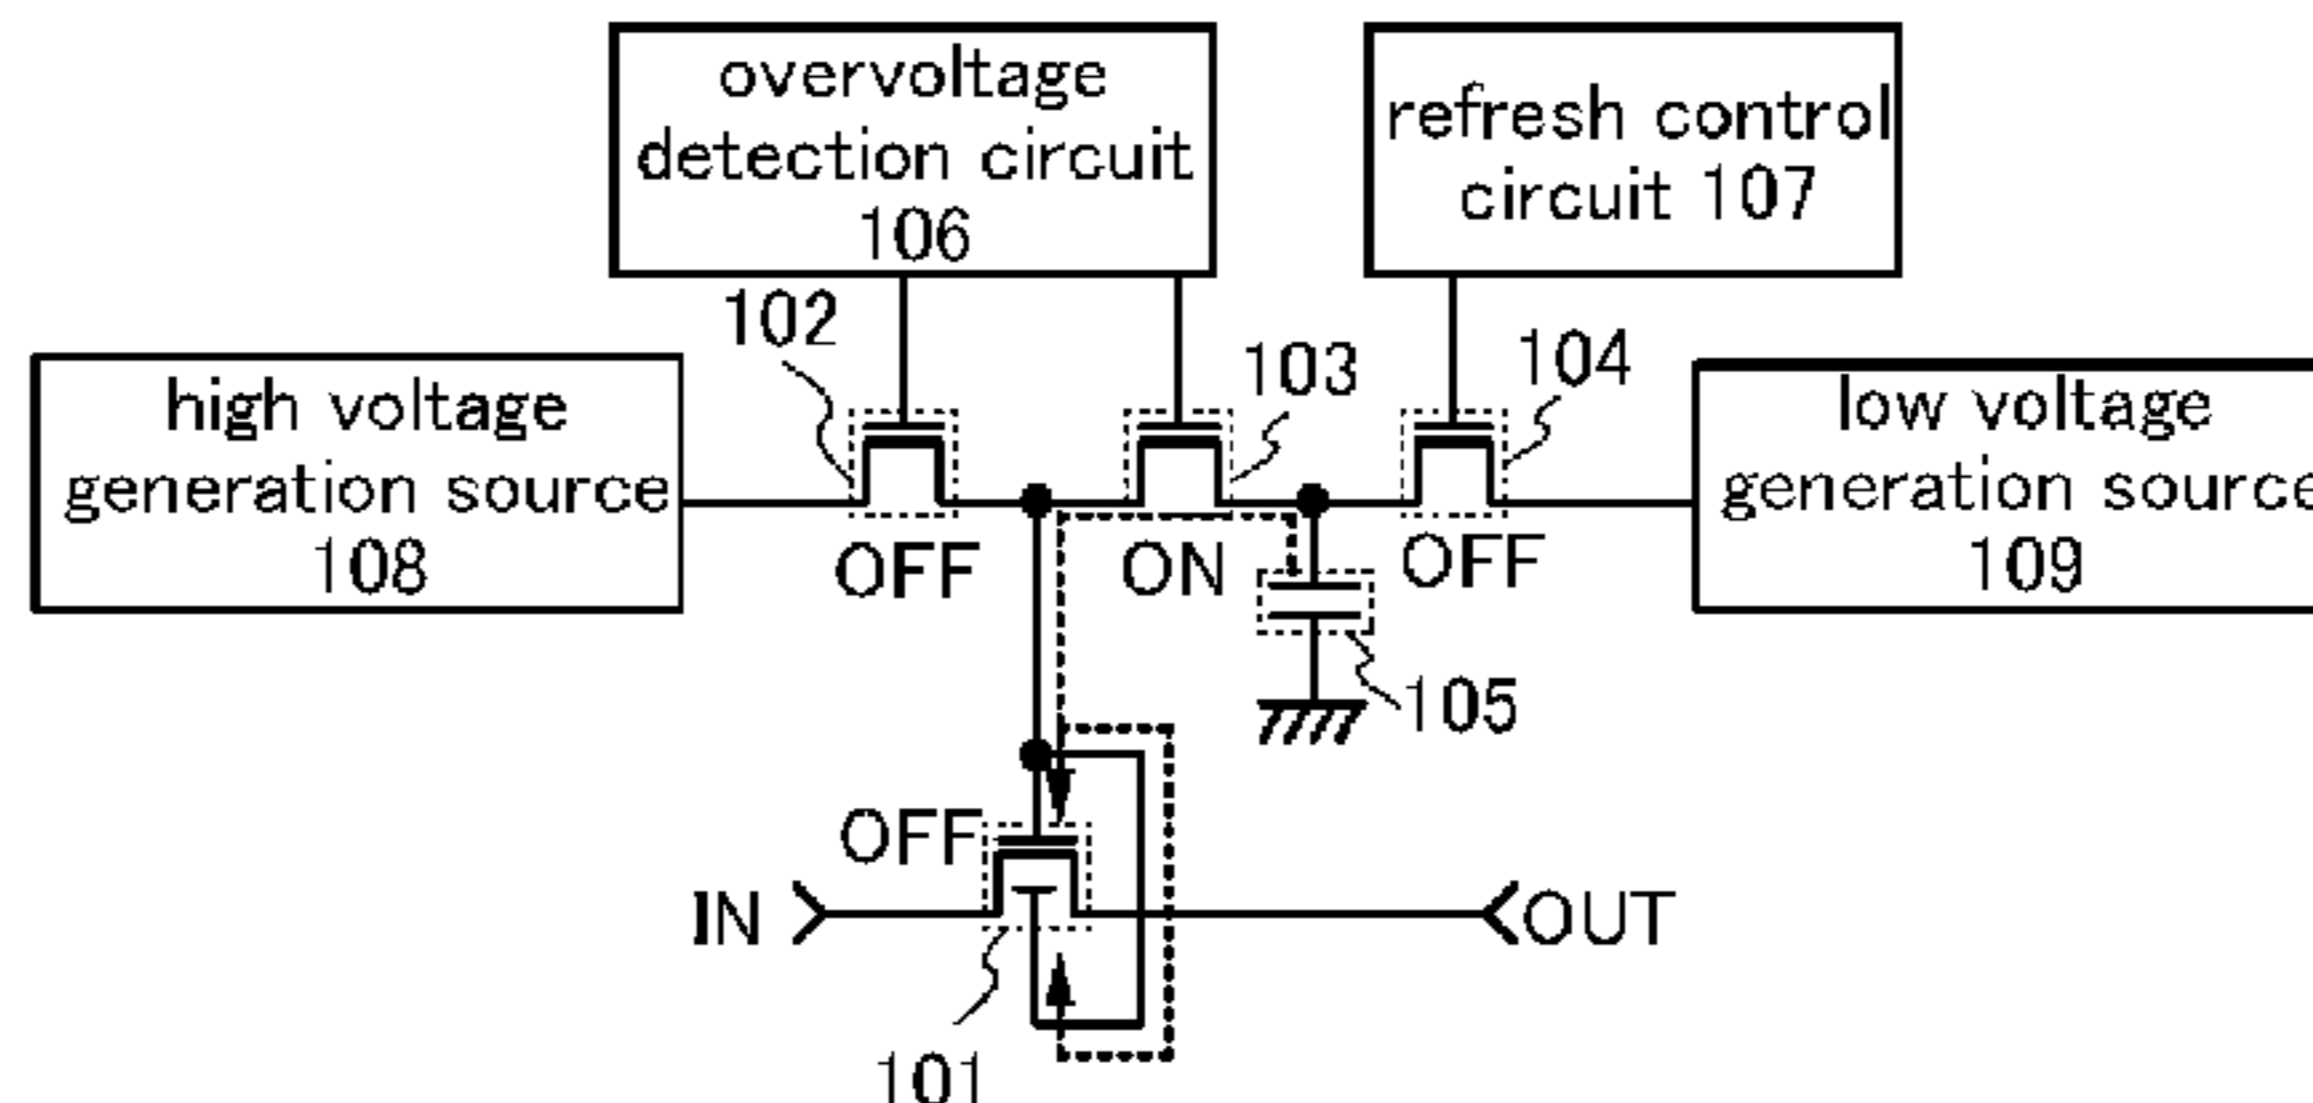 overvoltage
detection circuit
106
refresh control
circuit 107
102
103
104
high voltage
generation source
108
low voltage
generation source
109
OFF
ON
OFF
105
OFF
IN
OUT
101